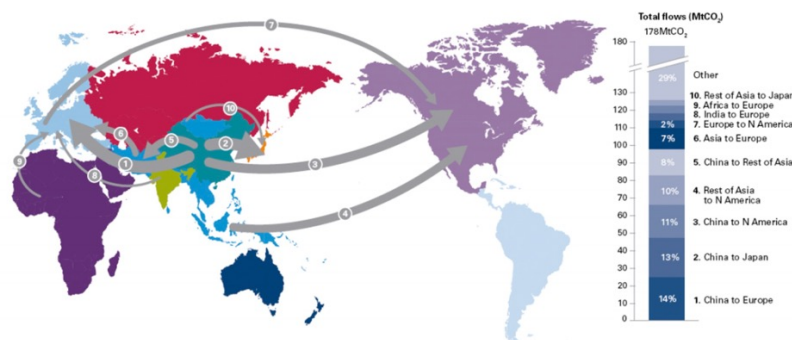 Total flows (MtCO₂)
178MtCO₂
180
130
120
110
100
90
80
70
60
50
40
30
20
10
0
29%
2%
7%
8%
10%
11%
13%
14%
Other
10. Rest of Asia to Japan
9. Africa to Europe
8. India to Europe
7. Europe to N America
6. Asia to Europe
5. China to Rest of Asia
4. Rest of Asia
to N America
3. China to N America
2. China to Japan
1. China to Europe
7
10
6
5
2
1
3
9
8
4